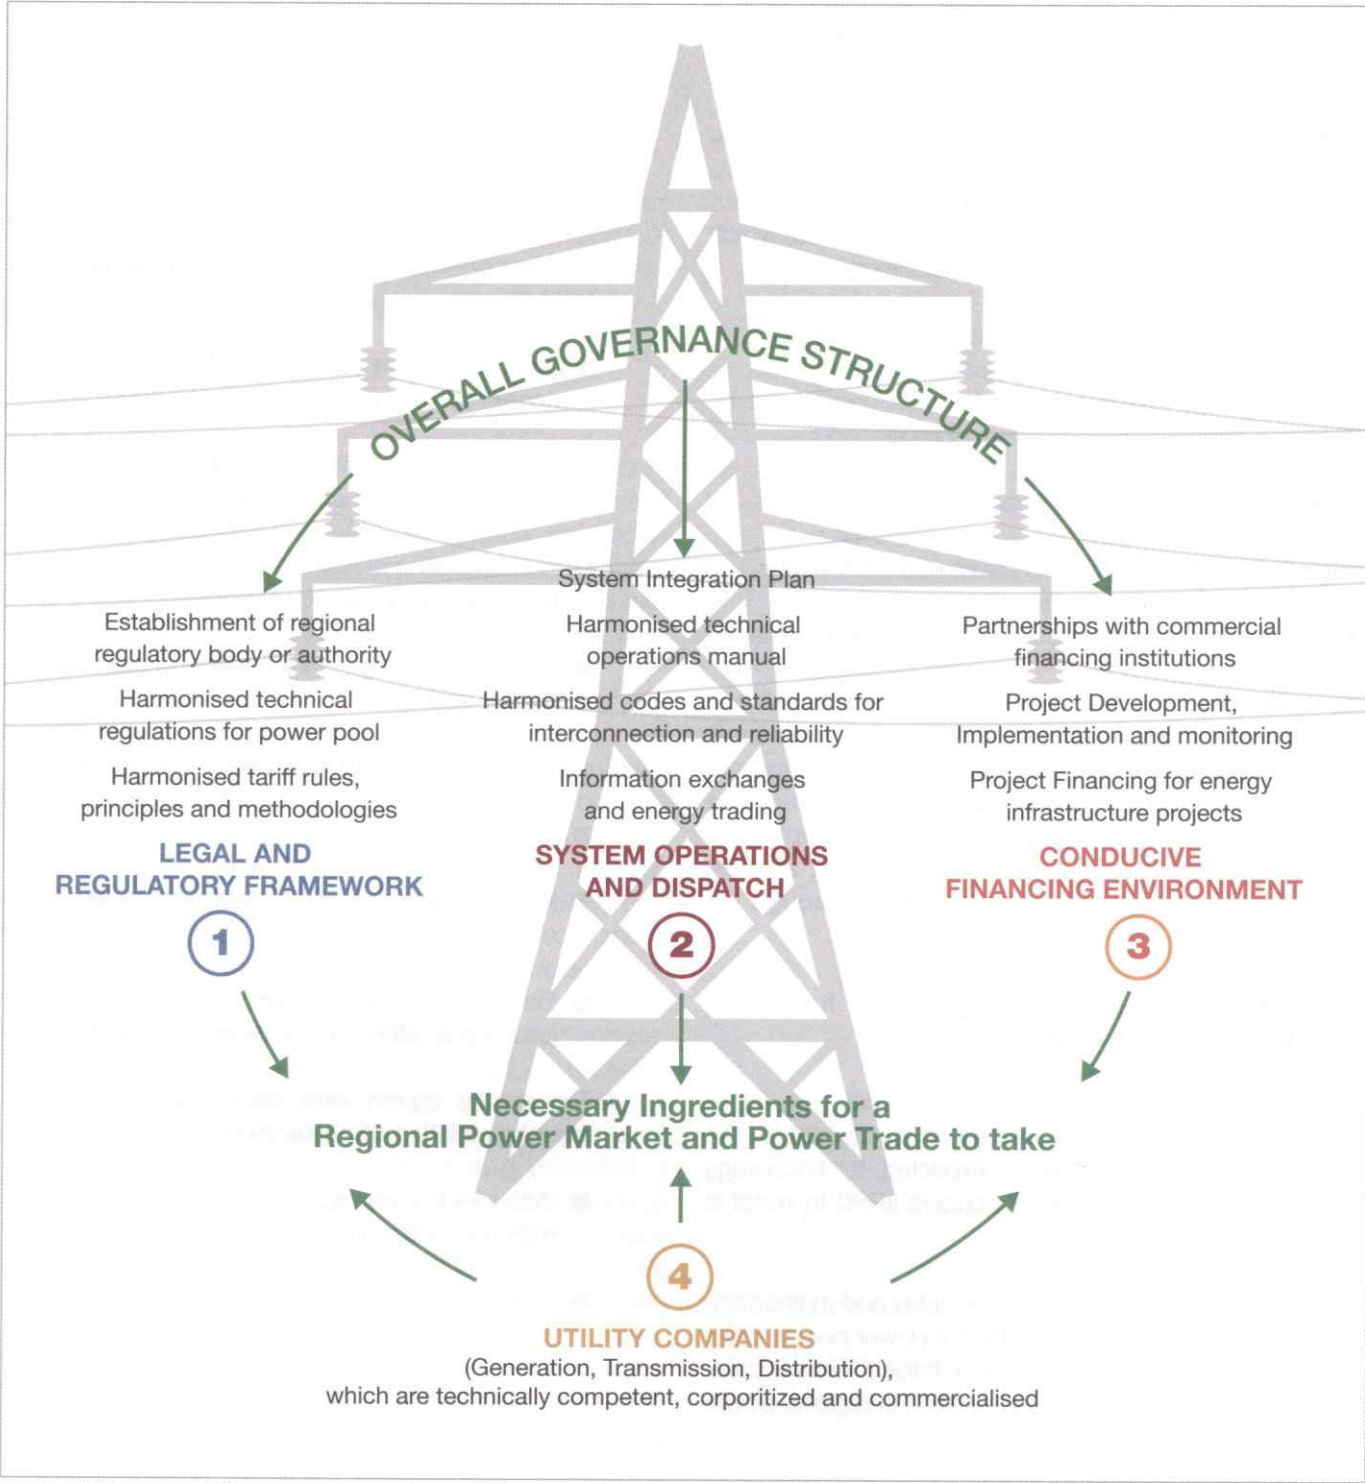 OVERALL GOVERNANCE STRUCTURE
Establishment of regional
regulatory body or authority
Harmonised technical
regulations for power pool
Harmonised tariff rules,
principles and methodologies
LEGAL AND
REGULATORY FRAMEWORK
1
System Integration Plan
Harmonised technical
operations manual
Harmonised codes and standards for
interconnection and reliability
Information exchanges
and energy trading
SYSTEM OPERATIONS
AND DISPATCH
2
Partnerships with commercial
financing institutions
Project Development,
Implementation and monitoring
Project Financing for energy
infrastructure projects
CONDUCIVE
FINANCING ENVIRONMENT
3
Necessary Ingredients for a
Regional Power Market and Power Trade to take
4
UTILITY COMPANIES
(Generation, Transmission, Distribution),
which are technically competent, corporitized and commercialised